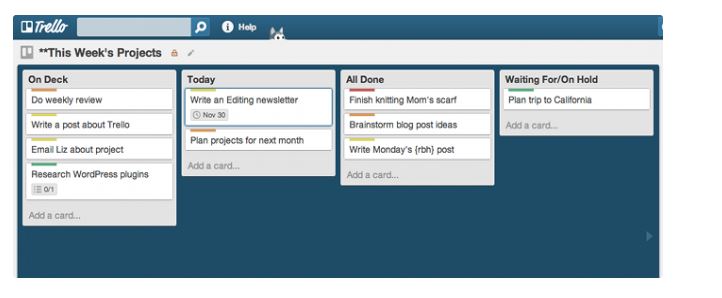 Trello
Help
**This Week's Projects
On Deck
Do weekly review
Write a post about Trello
Email Liz about project
Research WordPress plugins
0/1
Add a card...
Today
Write an Editing newsletter
Nov 30
Plan projects for next month
Add a card...
All Done
Finish knitting Mom's scarf
Brainstorm blog post ideas
Write Monday's {rbh} post
Add a card...
Waiting For/On Hold
Plan trip to California
Add a card...